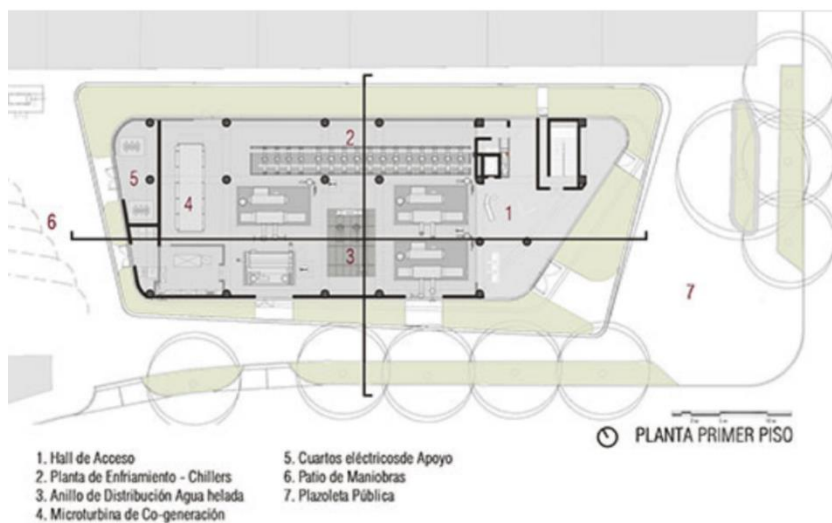 2
5
4
1
6
3
7
PLANTA PRIMER PISO
1. Hall de Acceso
2. Planta de Enfriamiento - Chillers
3. Anillo de Distribución Agua helada
4. Microturbina de Co-generación
5. Cuartos eléctricosde Apoyo
6. Patio de Maniobras
7. Plazoleta Pública